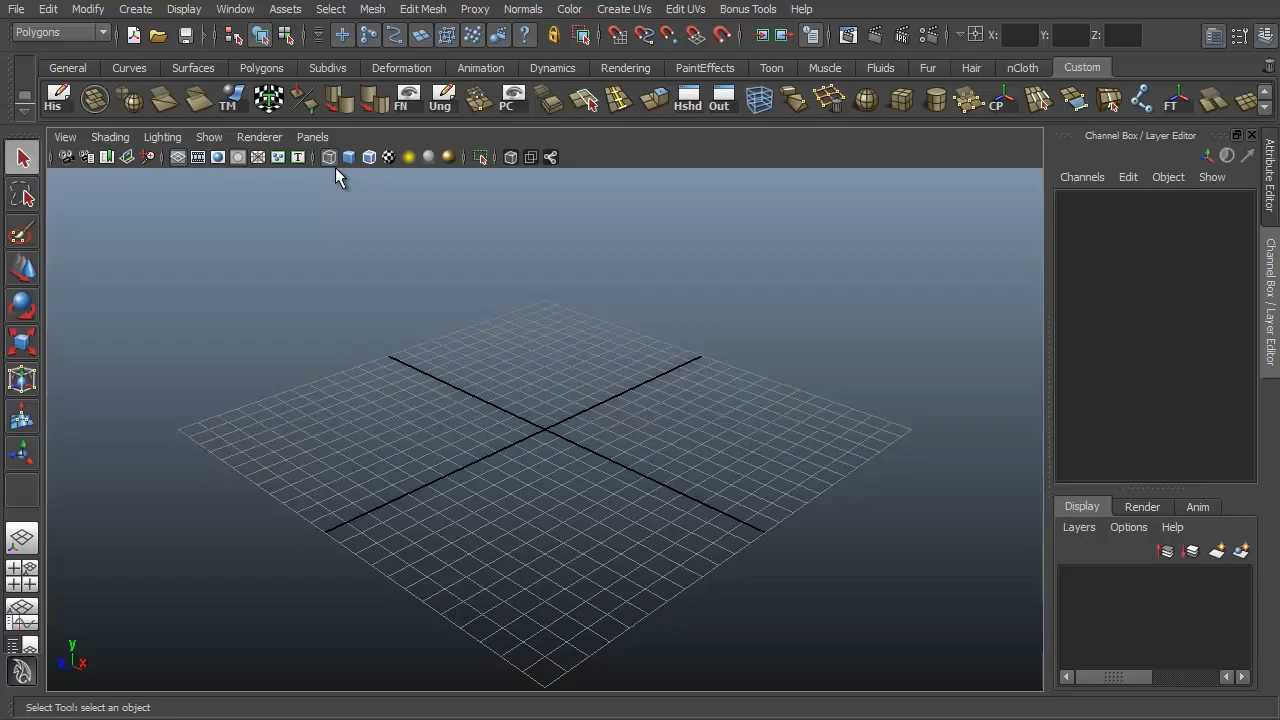 File Edit Modify Create Display Window Assets Select Mesh Edit Mesh Proxy Normals Color Create UVs Edit UVs Bonus Tools Help
Polygons ? X: Y: Z:
General Curves Surfaces Polygons Subdivs Deformation Animation Dynamics Rendering PaintEffects Toon Muscle Fluids Fur Hair nCloth Custom
His TM FN Ung PC Hshd Out CP FT
View Shading Lighting Show Renderer Panels
Channel Box / Layer Editor
T
Channels Edit Object Show
Attribute Editor
Channel Box / Layer Editor
Display Render Anim
Layers Options Help
y
z x
Select Tool: select an object